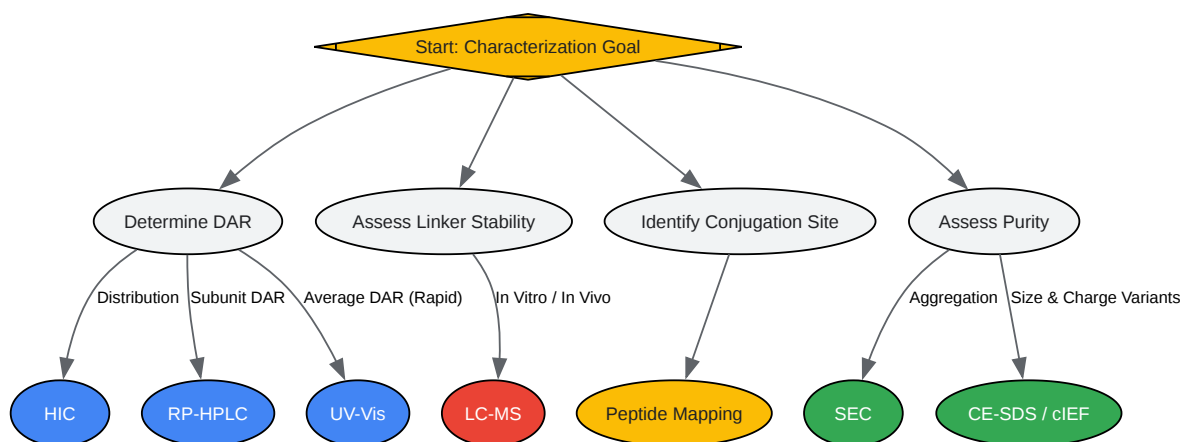 Start: Characterization Goal
Determine DAR
Assess Linker Stability
Identify Conjugation Site
Assess Purity
Distribution
Subunit DAR
Average DAR (Rapid)
In Vitro / In Vivo
Aggregation
Size & Charge Variants
HIC
RP-HPLC
UV-Vis
LC-MS
Peptide Mapping
SEC
CE-SDS / cIEF